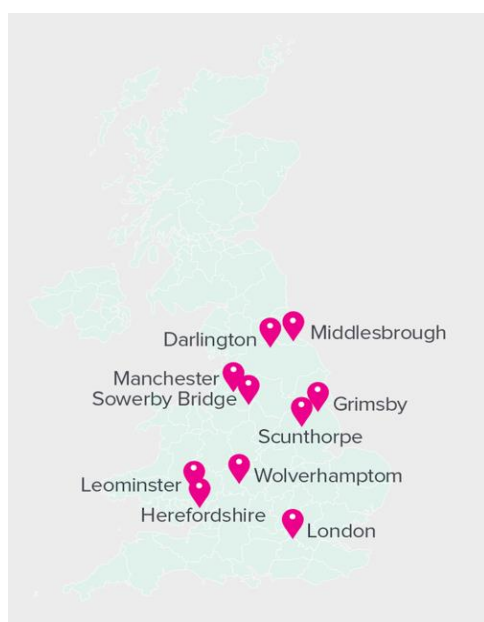 Darlington
Middlesbrough
Manchester
Sowerby Bridge
Grimsby
Scunthorpe
Wolverhamptom
Leominster
Herefordshire
London